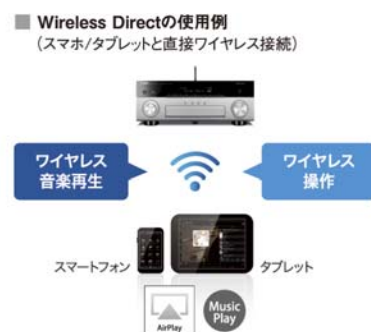 ■ Wireless Directの使用例
（スマホ/タブレットと直接ワイヤレス接続）
ワイヤレス
音楽再生
ワイヤレス
操作
スマートフォン
タブレット
AirPlay
Music
Play